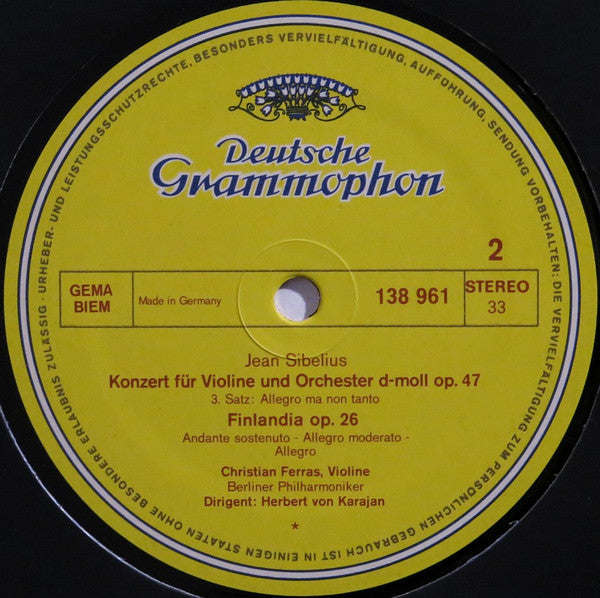 Deutsche
Grammophon
2
GEMA
BIEM
Made in Germany
138 961
STEREO
33
Jean Sibelius
Konzert für Violine und Orchester d-moll op. 47
3. Satz: Allegro ma non tanto
Finlandia op. 26
Andante sostenuto - Allegro moderato -
Allegro
Christian Ferras, Violine
Berliner Philharmoniker
Dirigent: Herbert von Karajan
*
· URHEBER- UND LEISTUNGSSCHUTZRECHTE, BESONDERS VERVIELFÄLTIGUNG, AUFFÜHRUNG, SENDUNG VORBEHALTEN: DIE VERVIELFÄLTIGUNG ZUM PERSÖNLICHEN GEBRAUCH IST IN EINIGEN STAATEN OHNE BESONDERE ERLAUBNIS ZULÄSSIG